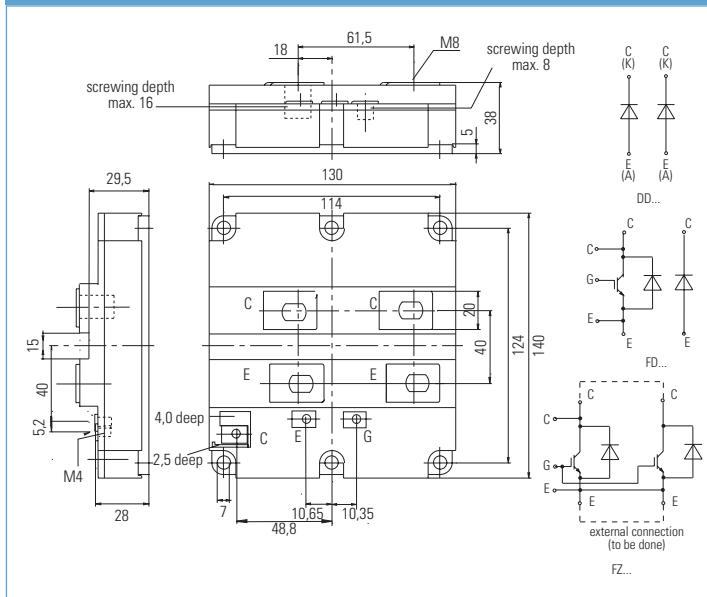 61,5
18
M8
screwing depth
max. 8
screwing depth
max. 16
38
5
C
(K)
C
(K)
E
(A)
E
(A)
DD...
29,5
130
114
C
C
20
40
124
140
E
E
15
40
5,2
M4
28
4,0 deep
C
2,5 deep
E
G
7
10,65
10,35
48,8
C
C
C
G
E
E
E
FD...
C
C
C
G
E
E
E
external connection
(to be done)
FZ...